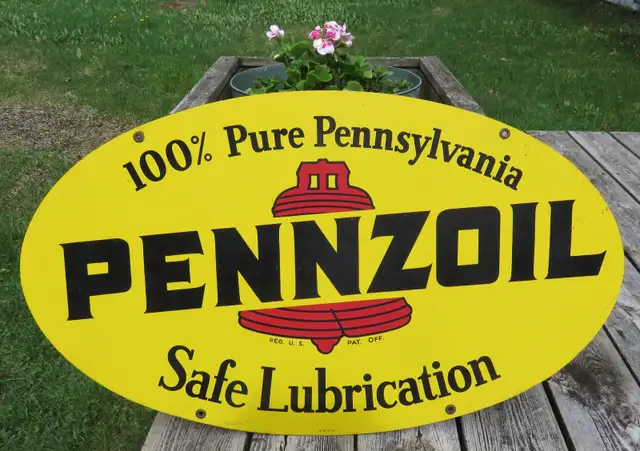 100% Pure Pennsylvania
PENNZOIL
REG. U. S. PAT. OFF.
Safe Lubrication